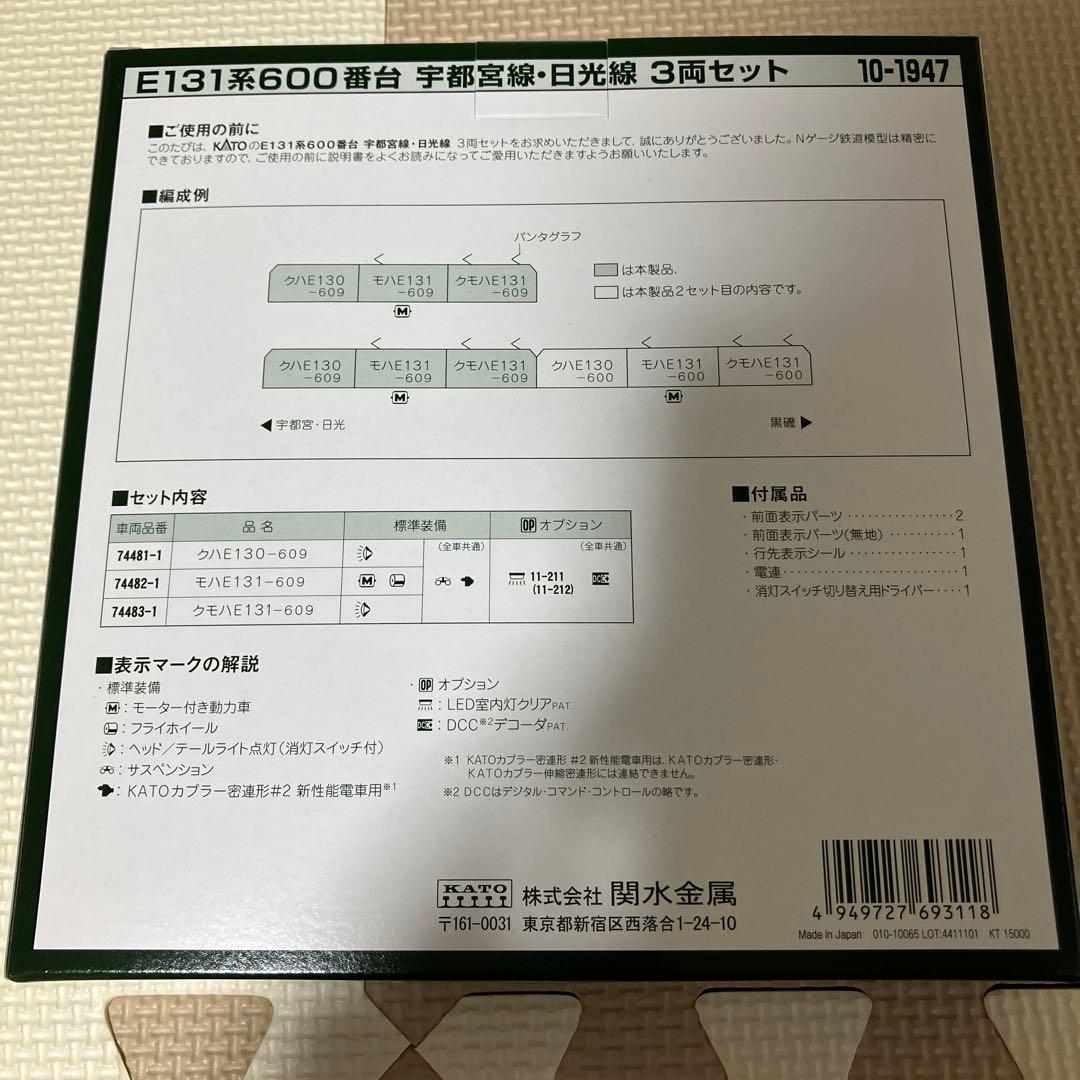 E131系600番台 宇都宮線・日光線 3両セット 10-1947
■ご使用の前に
このたびは、KATOのE131系600番台 宇都宮線・日光線 3両セットをお求めいただきまして、誠にありがとうございました。Nゲージ鉄道模型は精密に
できておりますので、ご使用の前に説明書をよくお読みになってご愛用いただきますようお願いいたします。
■編成例
パンタグラフ
クハE130 -609 モハE131 -609 クモハE131 -609
M
は本製品、
は本製品2セット目の内容です。
クハE130 -609 モハE131 -609 クモハE131 -609 クハE130 -600 モハE131 -600 クモハE131 -600
M M
◀宇都宮・日光 黒磯▶
■セット内容
車両品番 品名 標準装備 OPオプション
(全車共通) (全車共通)
74481-1 クハE130-609
74482-1 モハE131-609 M 11-211 (11-212) DCC
74483-1 クモハE131-609
■付属品
・前面表示パーツ ・・・・・・・・・・・・・・・・ 2
・前面表示パーツ(無地) ・・・・・・・・・・ 1
・行先表示シール ・・・・・・・・・・・・・・・・ 1
・電連 ・・・・・・・・・・・・・・・・・・・・・・・・・・ 1
・消灯スイッチ切り替え用ドライバー・・・・1
■表示マークの解説
・標準装備
M：モーター付き動力車
：フライホイール
：ヘッド/テールライト点灯(消灯スイッチ付)
：サスペンション
：KATOカプラー密連形#2 新性能電車用※1
・OPオプション
：LED室内灯クリアPAT.
DCC：DCC※2デコーダPAT.
※1 KATOカプラー密連形 #2 新性能電車用は、KATOカプラー密連形・
KATOカプラー伸縮密連形には連結できません。
※2 DCCはデジタル・コマンド・コントロールの略です。
KATO 株式会社 関水金属
〒161-0031 東京都新宿区西落合1-24-10
4 949727 693118
Made in Japan 010-10065 LOT:4411101 KT 15000